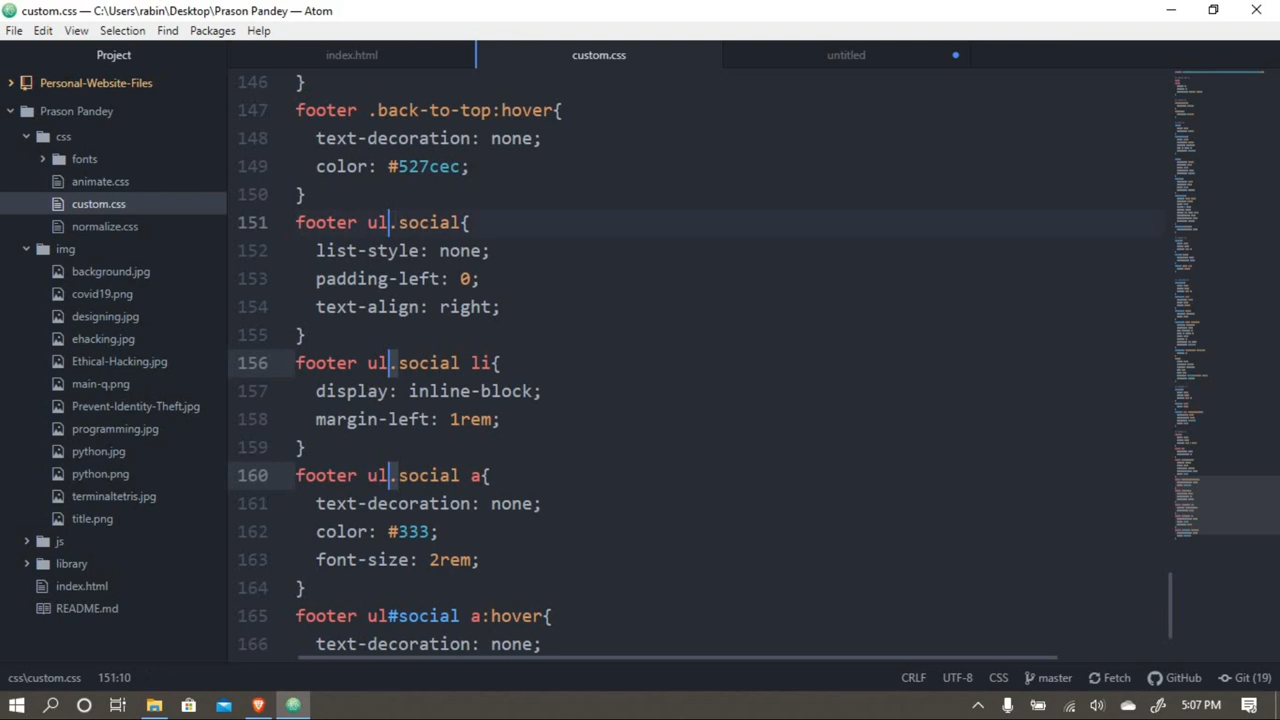 custom.css — C:\Users\rabin\Desktop\Prason Pandey — Atom
File Edit View Selection Find Packages Help
Project
index.html
custom.css
untitled
Personal-Website-Files
Prason Pandey
css
fonts
animate.css
custom.css
normalize.css
img
background.jpg
covid19.png
designing.jpg
ehacking.jpg
Ethical-Hacking.jpg
main-q.png
Prevent-Identity-Theft.jpg
programming.jpg
python.jpg
python.png
terminaltetris.jpg
title.png
js
library
index.html
README.md
146 }
147 footer .back-to-top:hover{
148 text-decoration: none;
149 color: #527cec;
150 }
151 footer ul.social{
152 list-style: none;
153 padding-left: 0;
154 text-align: right;
155 }
156 footer ul.social li{
157 display: inline-block;
158 margin-left: 1rem;
159 }
160 footer ul.social a{
161 text-decoration: none;
162 color: #333;
163 font-size: 2rem;
164 }
165 footer ul#social a:hover{
166 text-decoration: none;
css\custom.css 151:10
CRLF UTF-8 CSS master Fetch GitHub Git (19)
5:07 PM